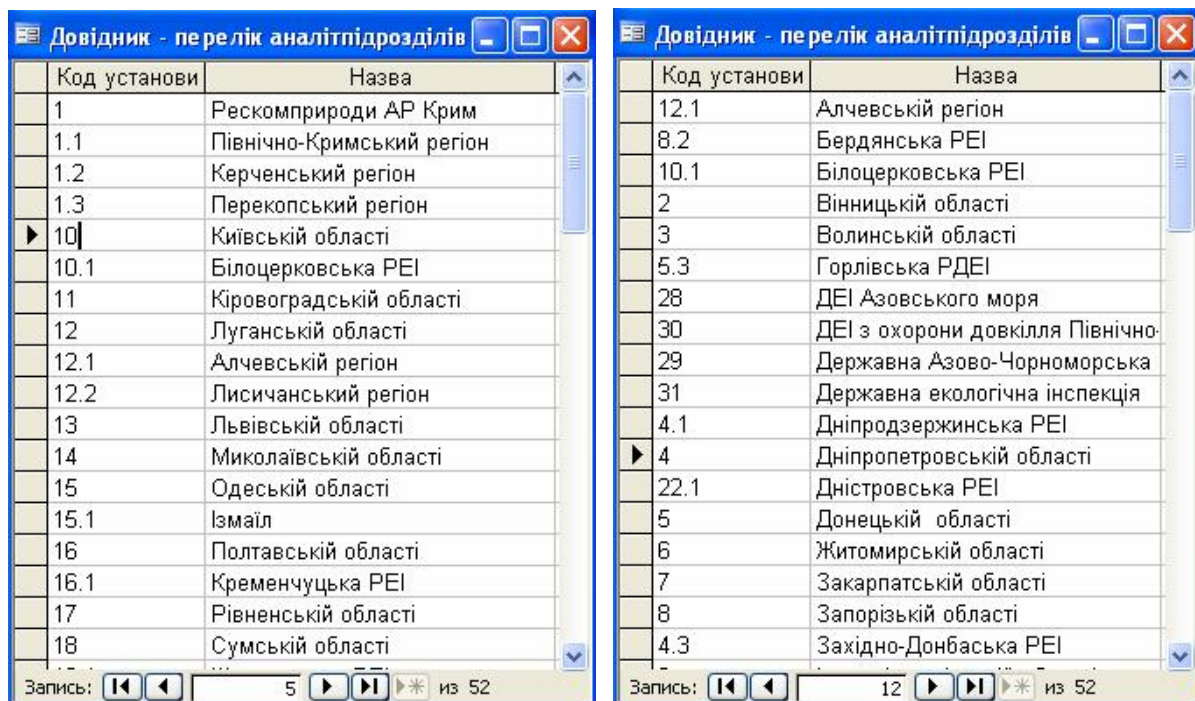 Довідник - перелік аналітпідрозділів
Код установи Назва
1 Рескомприроди АР Крим
1.1 Північно-Кримський регіон
1.2 Керченський регіон
1.3 Перекопський регіон
10 Київській області
10.1 Білоцерковська РЕІ
11 Кіровоградській області
12 Луганській області
12.1 Алчевській регіон
12.2 Лисичанський регіон
13 Львівській області
14 Миколаївській області
15 Одеській області
15.1 Ізмаїл
16 Полтавській області
16.1 Кременчуцька РЕІ
17 Рівненській області
18 Сумській області
Запись: 5 из 52
Довідник - перелік аналітпідрозділів
Код установи Назва
12.1 Алчевській регіон
8.2 Бердянська РЕІ
10.1 Білоцерковська РЕІ
2 Вінницькій області
3 Волинській області
5.3 Горлівська РДЕІ
28 ДЕІ Азовського моря
30 ДЕІ з охорони довкілля Північно-
29 Державна Азово-Чорноморська
31 Державна екологічна інспекція
4.1 Дніпродзержинська РЕІ
4 Дніпропетровській області
22.1 Дністровська РЕІ
5 Донецькій області
6 Житомирській області
7 Закарпатській області
8 Запорізькій області
4.3 Західно-Донбаська РЕІ
Запись: 12 из 52